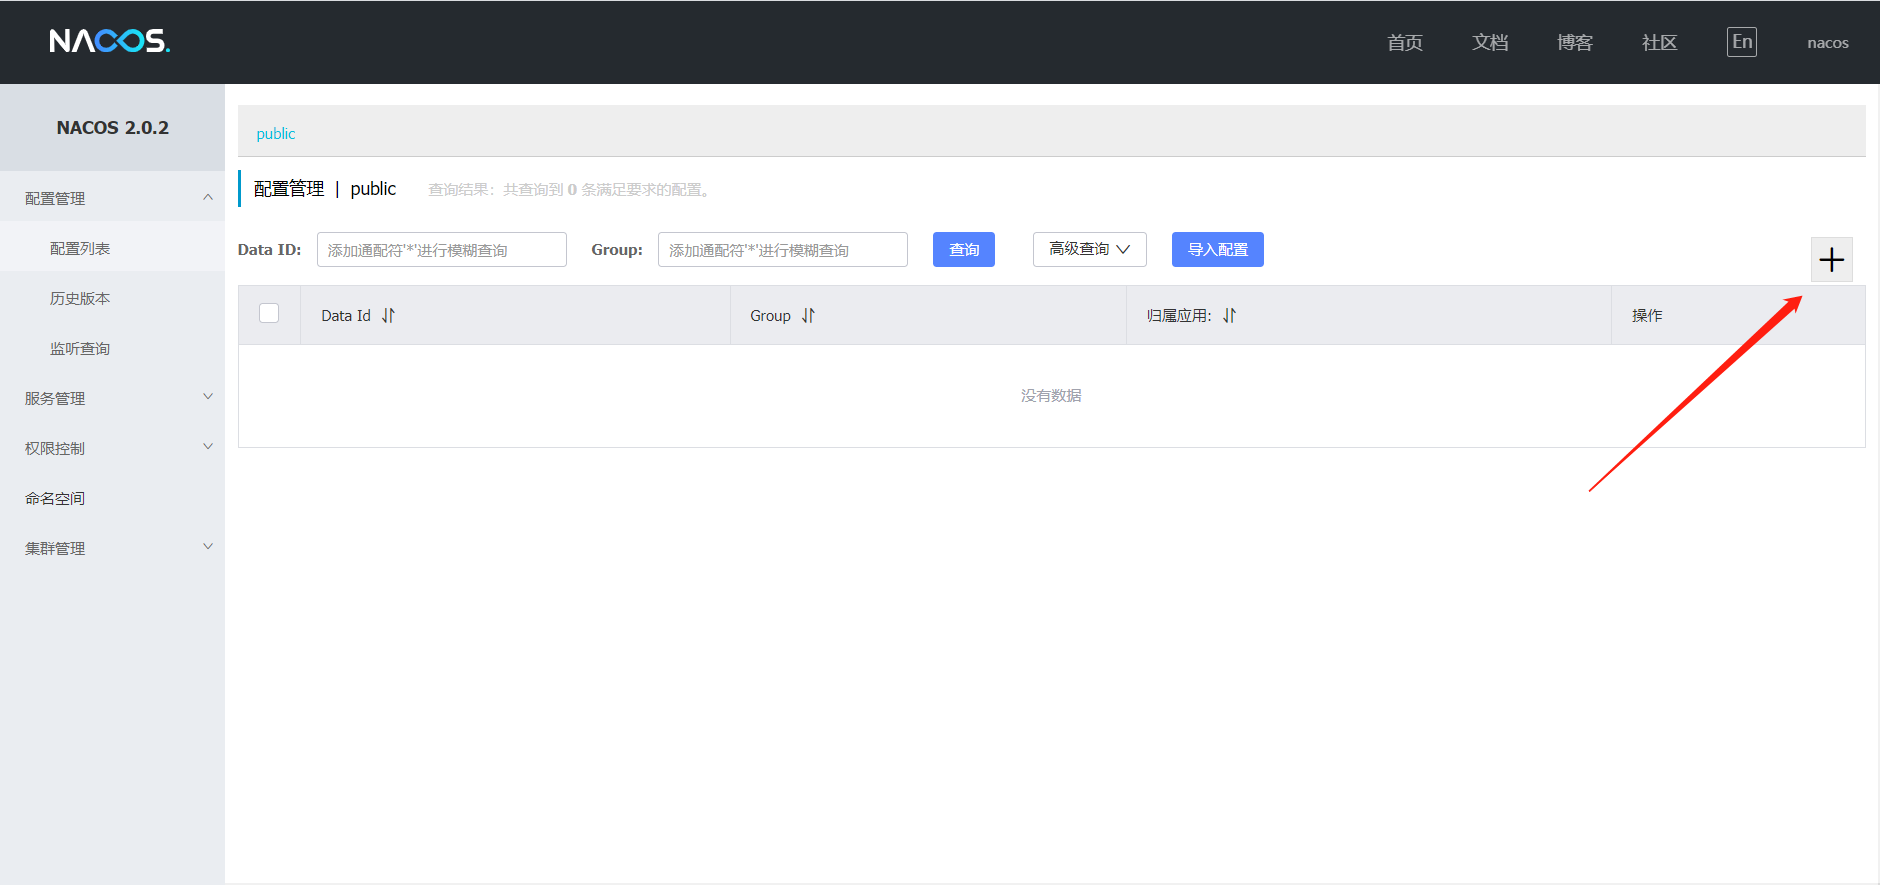 NACOS.
首页 文档 博客 社区 En nacos
NACOS 2.0.2
配置管理
配置列表
历史版本
监听查询
服务管理
权限控制
命名空间
集群管理
public
配置管理 | public 查询结果：共查询到 0 条满足要求的配置。
Data ID: 添加通配符'*'进行模糊查询 Group: 添加通配符'*'进行模糊查询 查询 高级查询 导入配置
Data Id Group 归属应用: 操作
没有数据